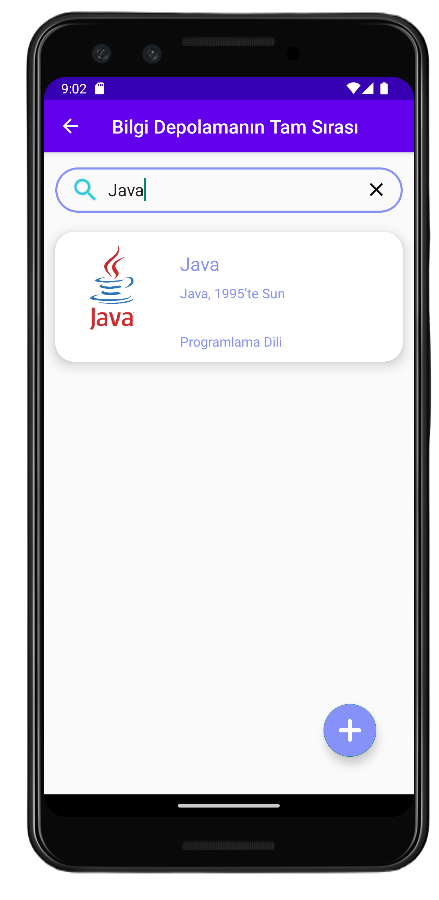 9:02
Bilgi Depolamanın Tam Sırası
Java
Java
Java
Java, 1995'te Sun
Programlama Dili